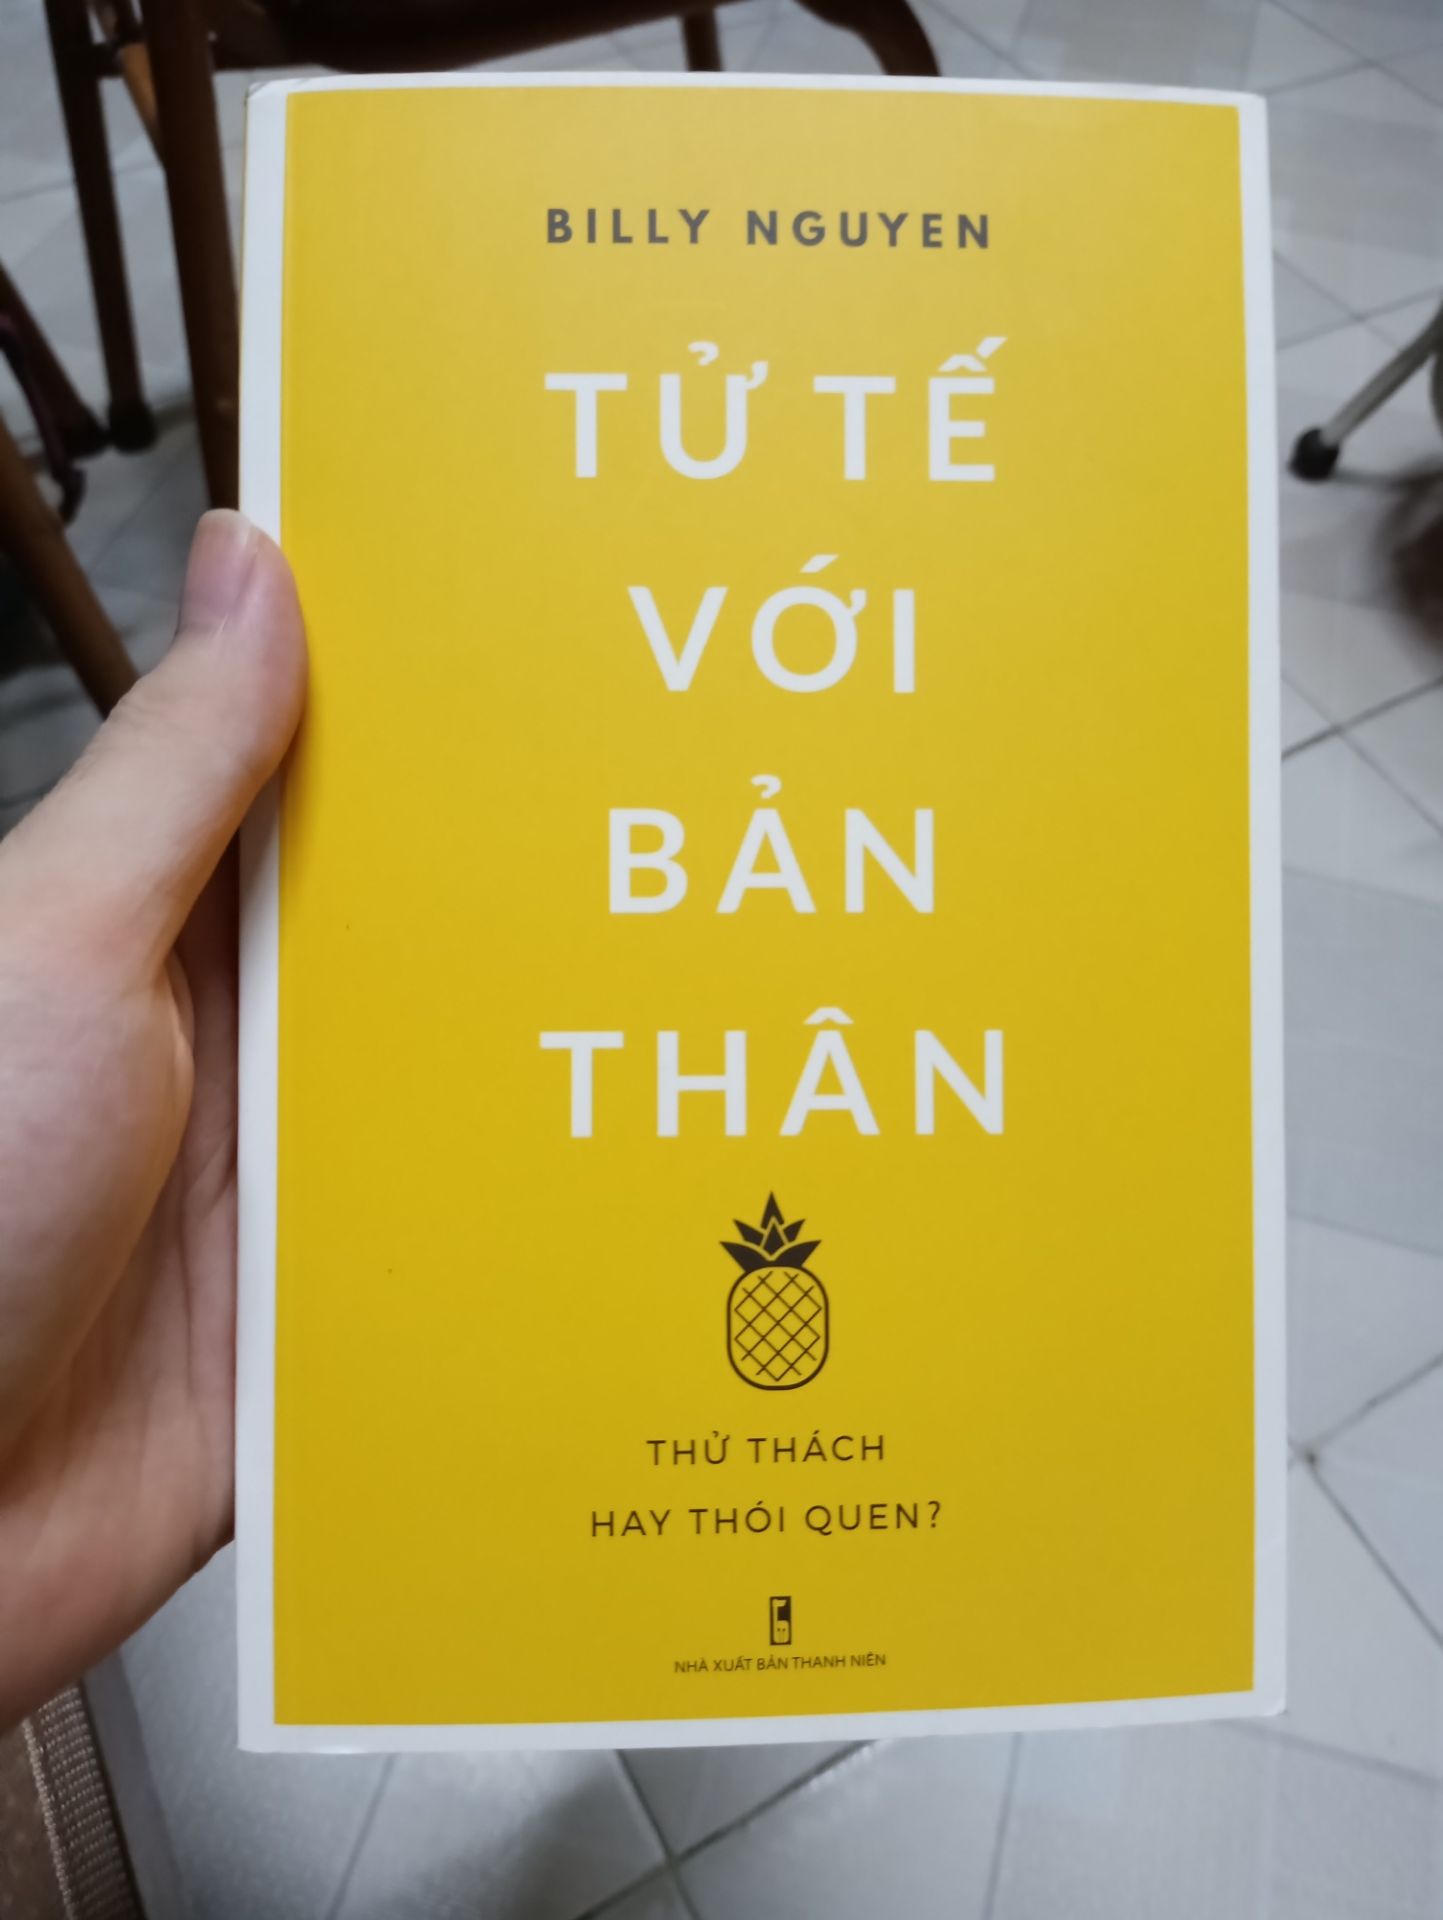 BILLY NGUYEN
TỬ TẾ
VỚI
BẢN
THÂN
THỬ THÁCH
HAY THÓI QUEN?
NHÀ XUẤT BẢN THANH NIÊN